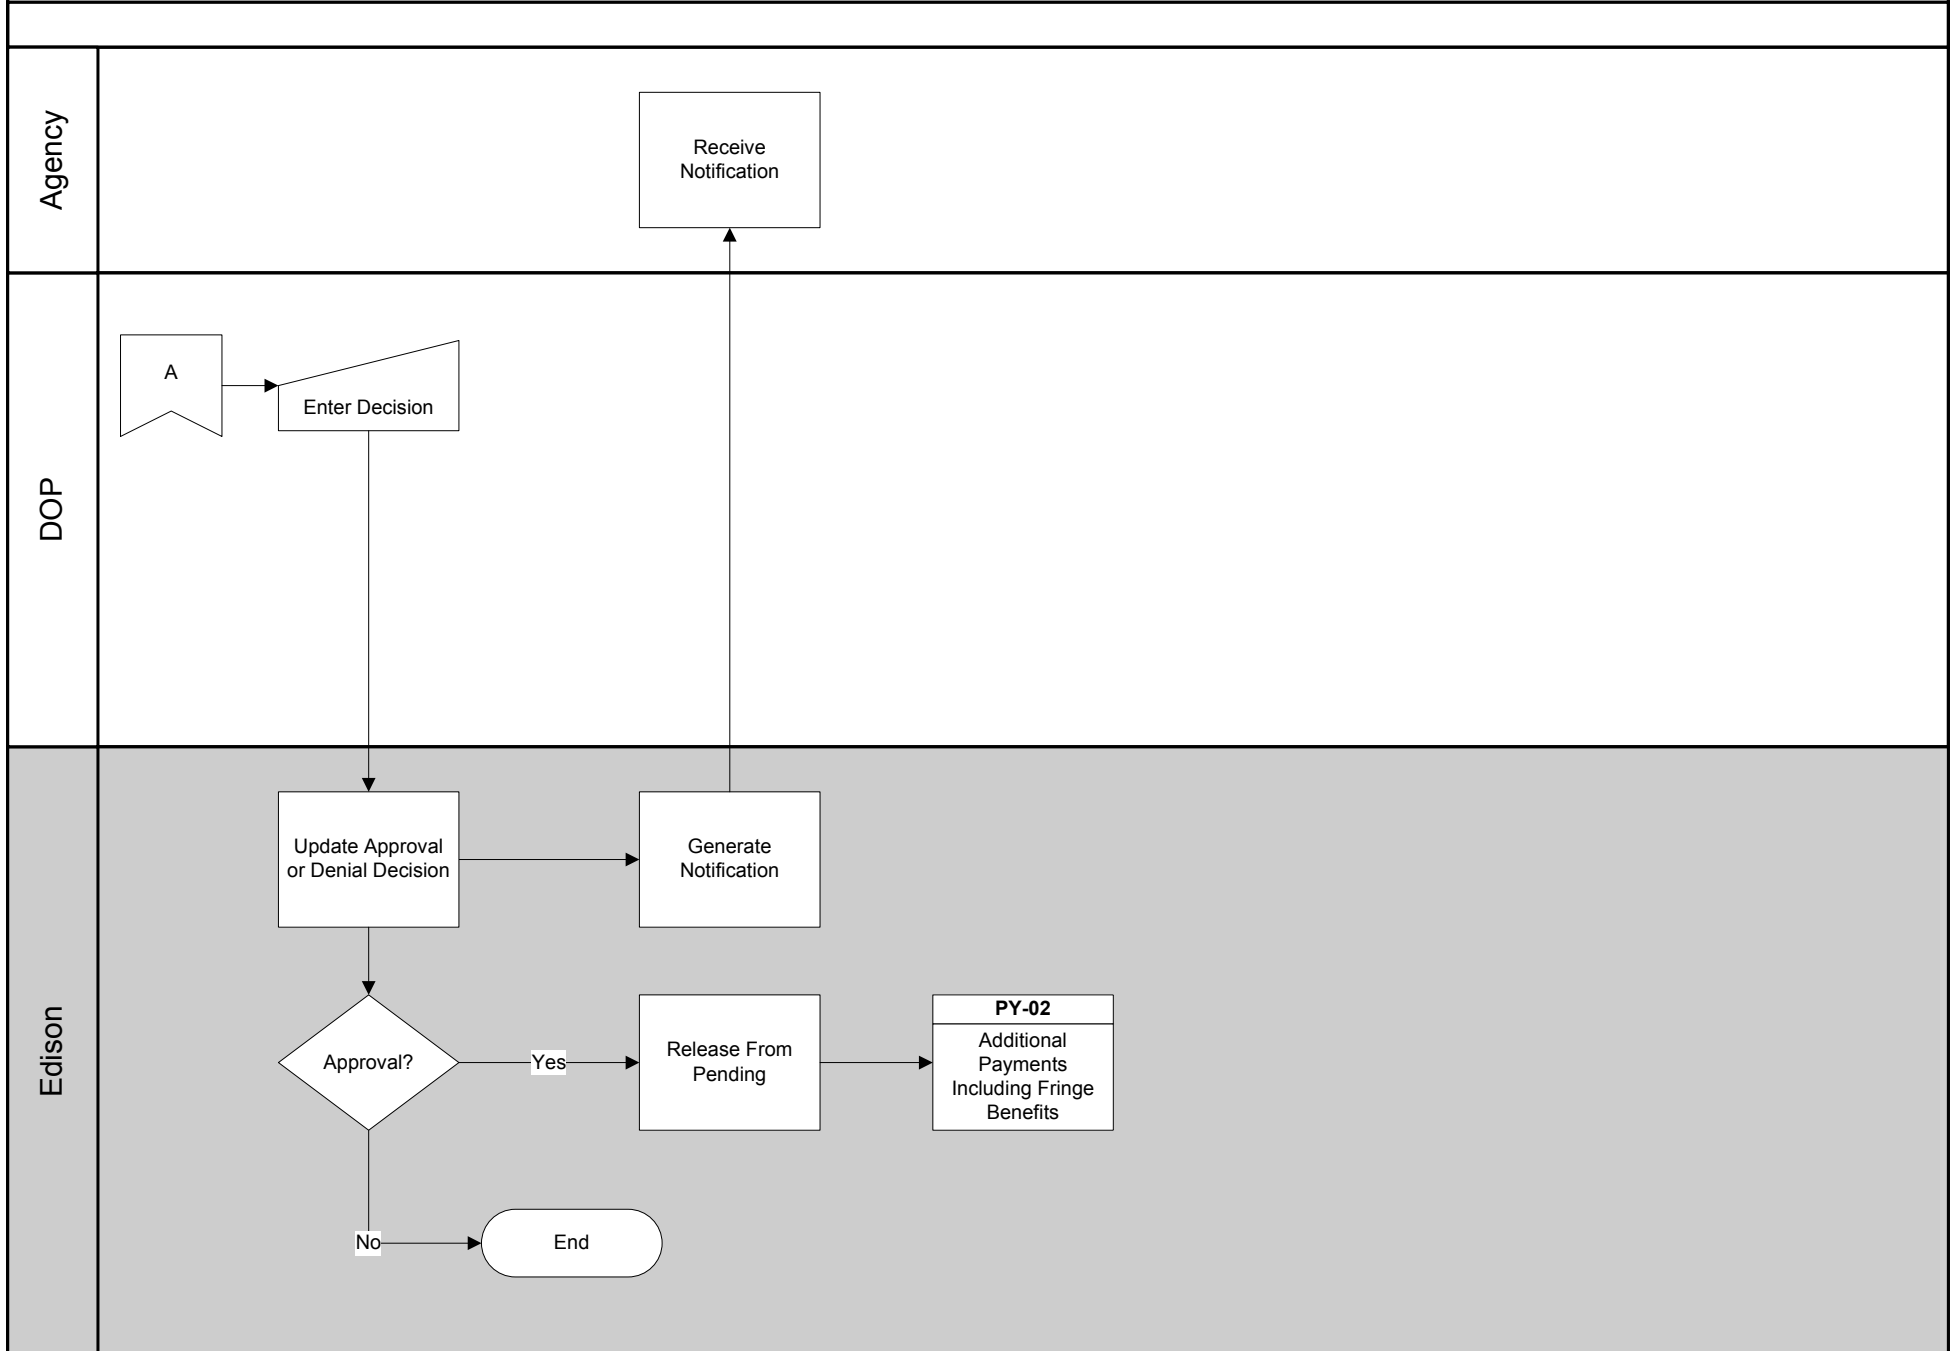 Agency
Receive
Notification
DOP
A
Enter Decision
Edison
Update Approval
or Denial Decision
Generate
Notification
Approval?
Yes
Release From
Pending
PY-02
Additional
Payments
Including Fringe
Benefits
No
End